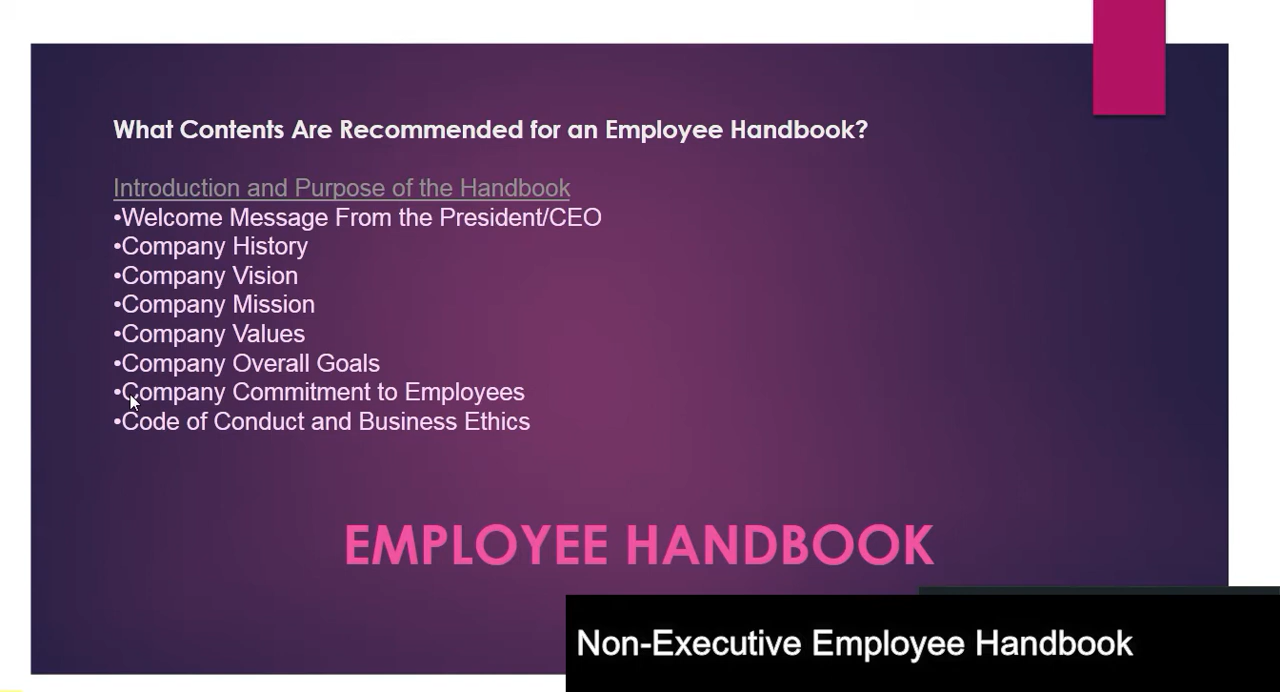 What Contents Are Recommended for an Employee Handbook?
Introduction and Purpose of the Handbook
•Welcome Message From the President/CEO
•Company History
•Company Vision
•Company Mission
•Company Values
•Company Overall Goals
•Company Commitment to Employees
•Code of Conduct and Business Ethics
EMPLOYEE HANDBOOK
Non-Executive Employee Handbook